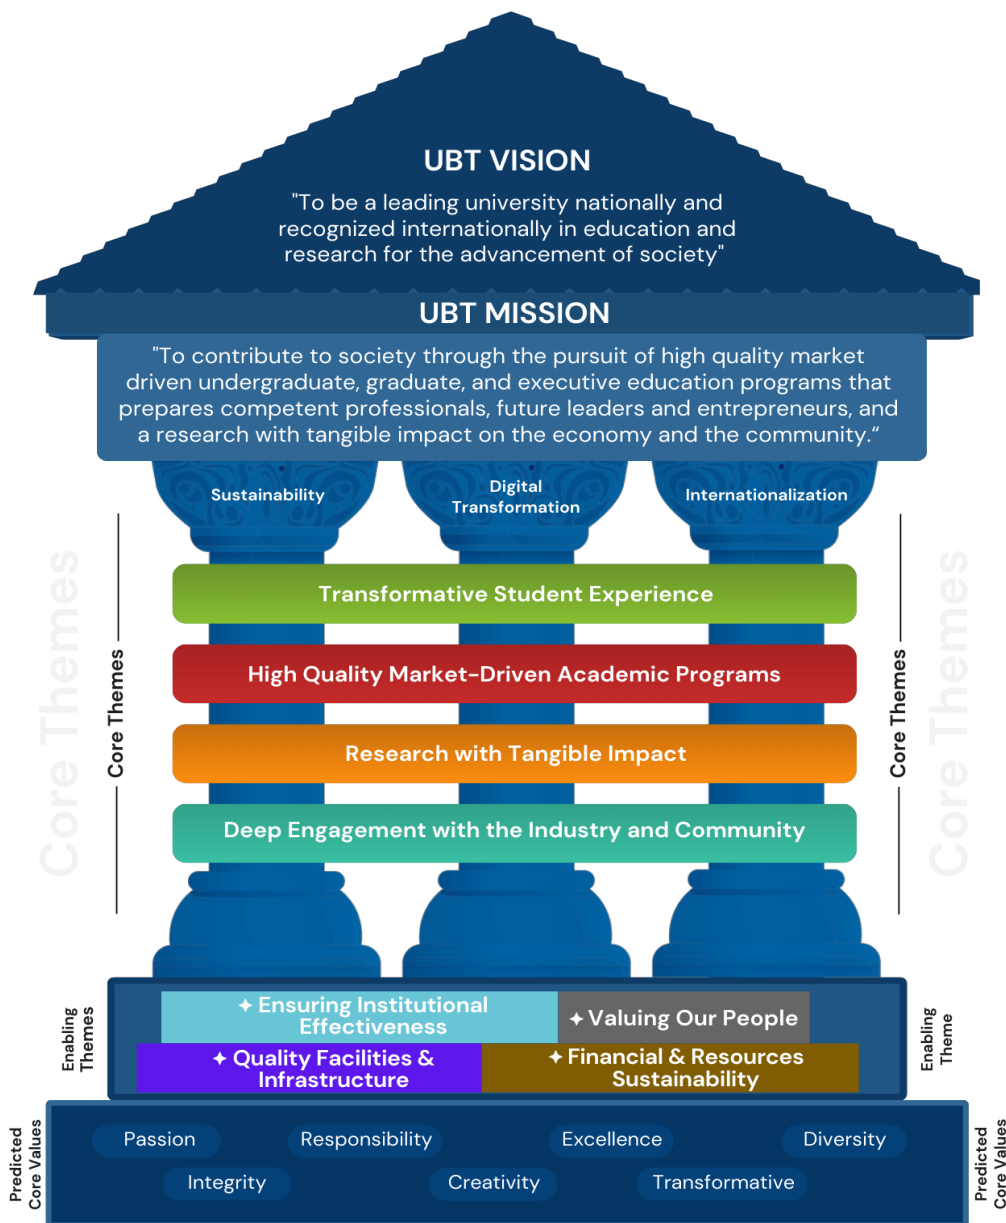 UBT VISION
"To be a leading university nationally and
recognized internationally in education and
research for the advancement of society"
UBT MISSION
"To contribute to society through the pursuit of high quality market
driven undergraduate, graduate, and executive education programs that
prepares competent professionals, future leaders and entrepreneurs, and
a research with tangible impact on the economy and the community.“
Sustainability
Digital
Transformation
Internationalization
Core Themes
Core Themes
Transformative Student Experience
High Quality Market-Driven Academic Programs
Research with Tangible Impact
Deep Engagement with the Industry and Community
Core Themes
Core Themes
Enabling
Themes
✦ Ensuring Institutional
Effectiveness
✦ Valuing Our People
✦ Quality Facilities &
Infrastructure
✦ Financial & Resources
Sustainability
Enabling
Theme
Predicted
Core Values
Passion
Responsibility
Excellence
Diversity
Integrity
Creativity
Transformative
Predicted
Core Values